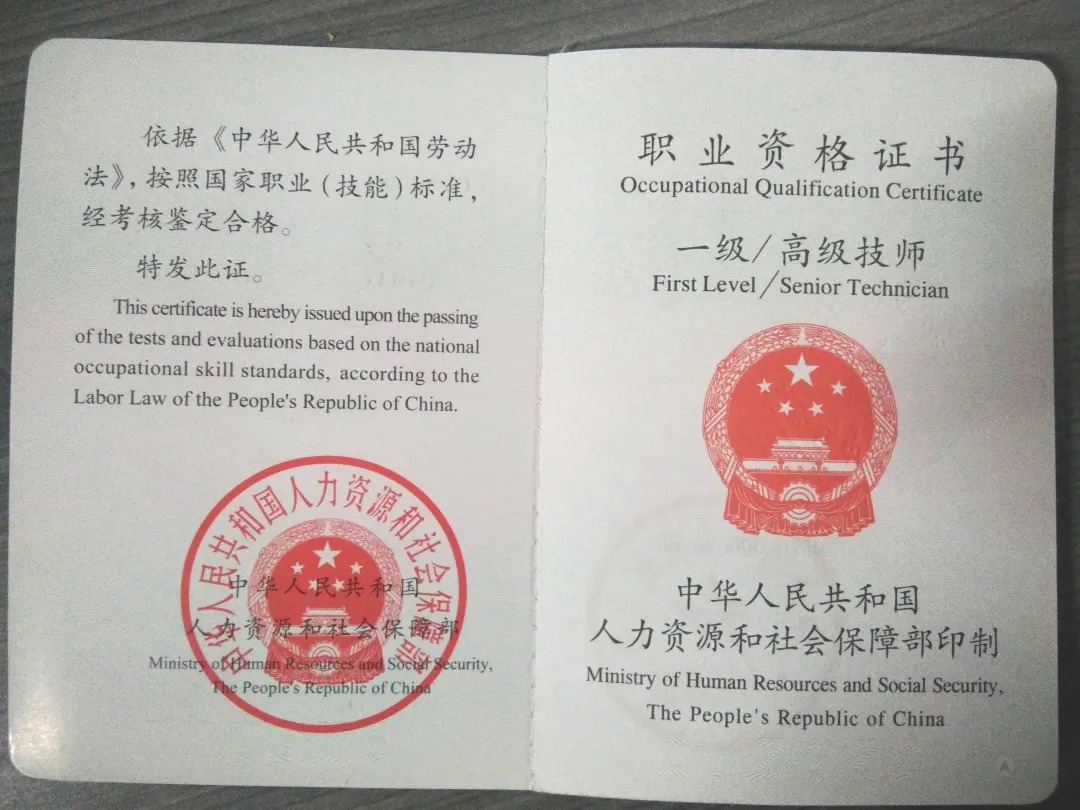 依据《中华人民共和国劳动
法》，按照国家职业（技能）标准，
经考核鉴定合格。
特发此证。
This certificate is hereby issued upon the passing
of the tests and evaluations based on the national
occupational skill standards, according to the
Labor Law of the People's Republic of China.
中华人民共和国人力资源和社会保障部
中华人民共和国
人力资源和社会保障部
Ministry of Human Resources and Social Security,
The People's Republic of China
职业资格证书
Occupational Qualification Certificate
一级/高级技师
First Level/Senior Technician
中华人民共和国
人力资源和社会保障部印制
Ministry of Human Resources and Social Security,
The People's Republic of China